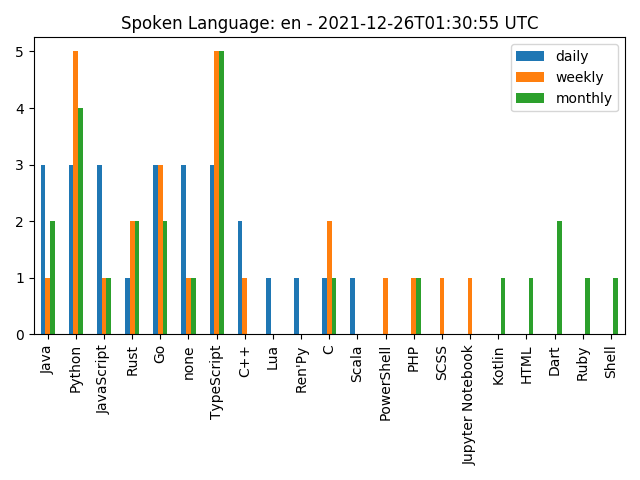 Spoken Language: en - 2021-12-26T01:30:55 UTC
daily
weekly
monthly
5
4
3
2
1
0
Java
Python
JavaScript
Rust
Go
none
TypeScript
C++
Lua
Ren'Py
C
Scala
PowerShell
PHP
SCSS
Jupyter Notebook
Kotlin
HTML
Dart
Ruby
Shell